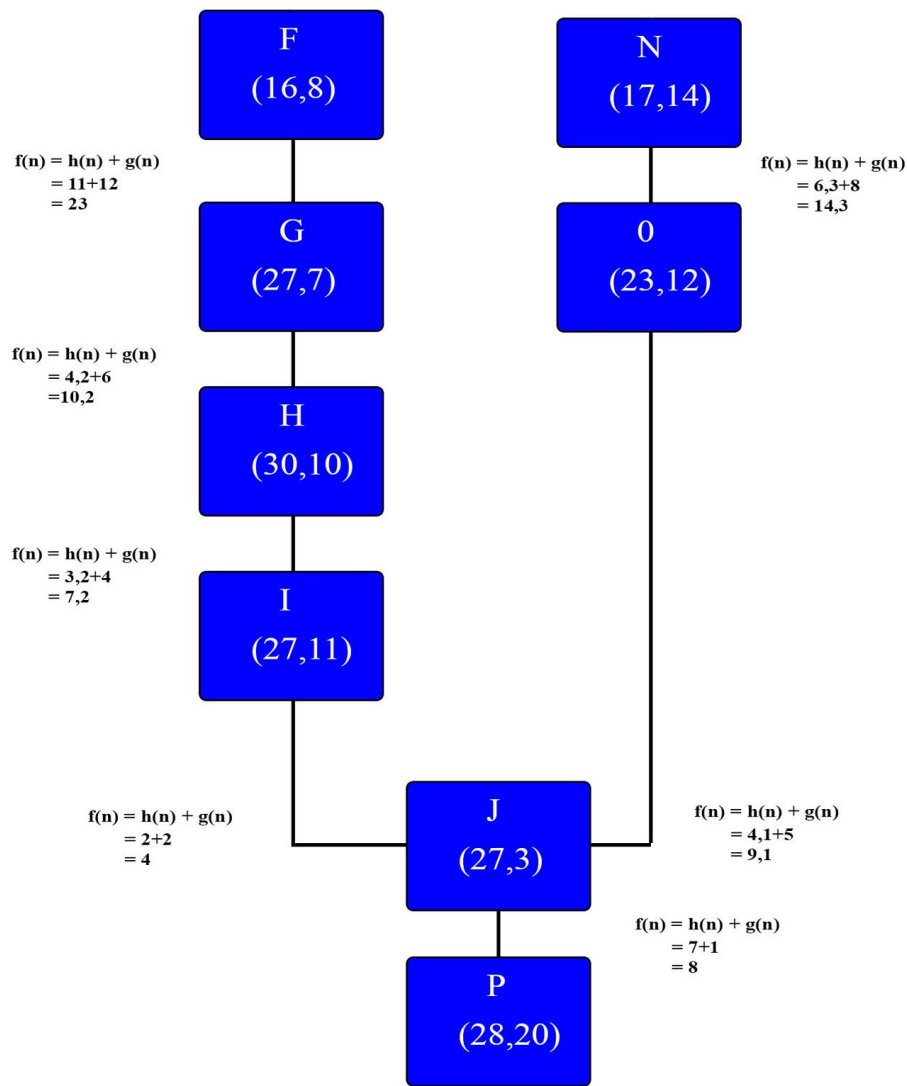 F
(16,8)
N
(17,14)
f(n) = h(n) + g(n)
= 11+12
= 23
f(n) = h(n) + g(n)
= 6,3+8
= 14,3
G
(27,7)
0
(23,12)
f(n) = h(n) + g(n)
= 4,2+6
=10,2
H
(30,10)
f(n) = h(n) + g(n)
= 3,2+4
= 7,2
I
(27,11)
f(n) = h(n) + g(n)
= 2+2
= 4
J
(27,3)
f(n) = h(n) + g(n)
= 4,1+5
= 9,1
f(n) = h(n) + g(n)
= 7+1
= 8
P
(28,20)